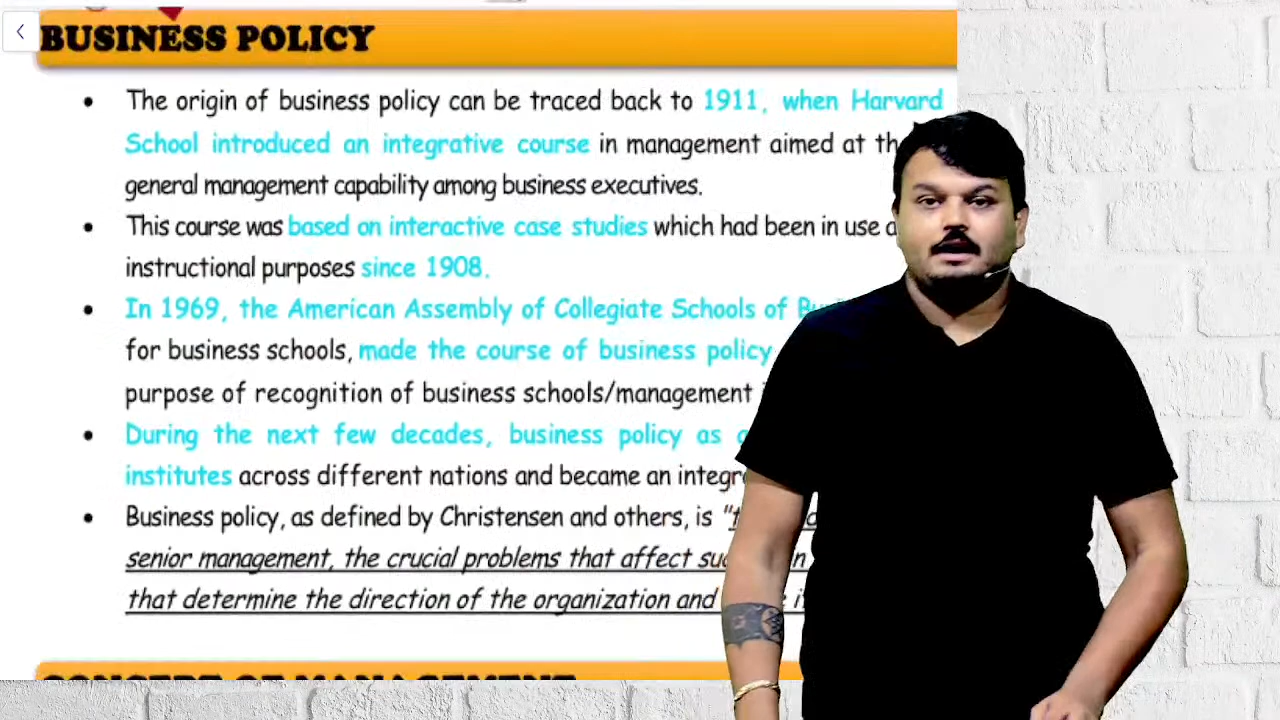 BUSINESS POLICY
• The origin of business policy can be traced back to 1911, when Harvard
School introduced an integrative course in management aimed at
general management capability among business executives.
• This course was based on interactive case studies which had been in use
instructional purposes since 1908.
• In 1969, the American Assembly of Collegiate Schools of
for business schools, made the course of business policy
purpose of recognition of business schools/management
• During the next few decades, business policy as
institutes across different nations and became an
• Business policy, as defined by Christensen and others, is "
senior management, the crucial problems that affect
that determine the direction of the organization and
CONCEPT OF MANAGEMENT